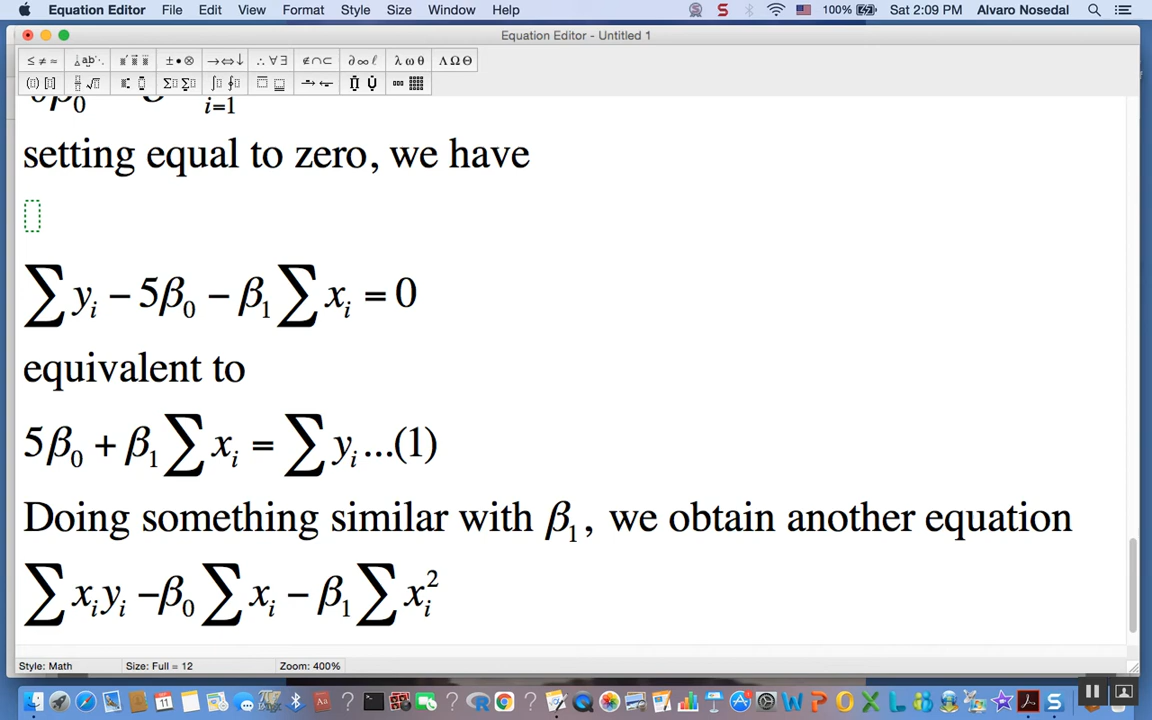 Equation Editor File Edit View Format Style Size Window Help 100% Sat 2:09 PM Alvaro Nosedal
Equation Editor - Untitled 1
≤ ≠ ≈ ± • ⊗ → ⇔ ↓ ∴ ∀ ∃ ∉ ∩ ⊂ ∂ ∞ ℓ λ ω θ Λ Ω Θ
i=1
setting equal to zero, we have
∑ yᵢ − 5β₀ − β₁ ∑ xᵢ = 0
equivalent to
5β₀ + β₁ ∑ xᵢ = ∑ yᵢ ...(1)
Doing something similar with β₁, we obtain another equation
∑ xᵢyᵢ −β₀ ∑ xᵢ − β₁ ∑ xᵢ²
Style: Math Size: Full = 12 Zoom: 400%